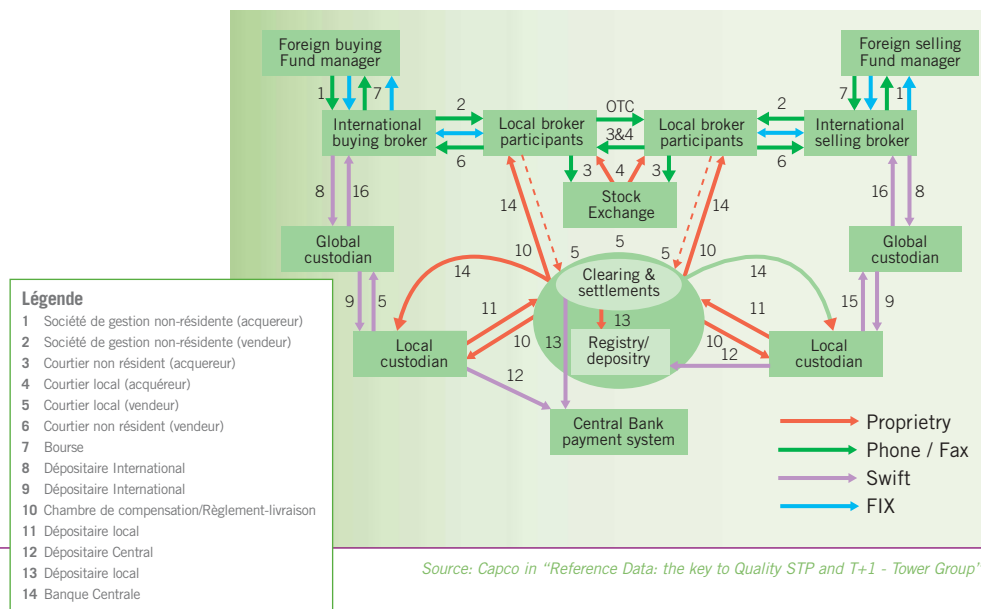 Foreign buying
Fund manager
Foreign selling
Fund manager
1
7
7
1
2
OTC
2
International
buying broker
Local broker
participants
3&4
Local broker
participants
International
selling broker
6
3
4
3
6
8
16
14
Stock
Exchange
14
16
8
Global
custodian
10
5
5
5
10
Global
custodian
14
Clearing &
settlements
14
9
5
11
13
11
15
9
Local
custodian
10
13
Registry/
depositry
10
12
Local
custodian
12
Central Bank
payment system
Proprietry
Phone / Fax
Swift
FIX
Légende
1 Société de gestion non-résidente (acquereur)
2 Société de gestion non-résidente (vendeur)
3 Courtier non résident (acquereur)
4 Courtier local (acquéreur)
5 Courtier local (vendeur)
6 Courtier non résident (vendeur)
7 Bourse
8 Dépositaire International
9 Dépositaire International
10 Chambre de compensation/Règlement-livraison
11 Dépositaire local
12 Dépositaire Central
13 Dépositaire local
14 Banque Centrale
Source: Capco in “Reference Data: the key to Quality STP and T+1 - Tower Group”